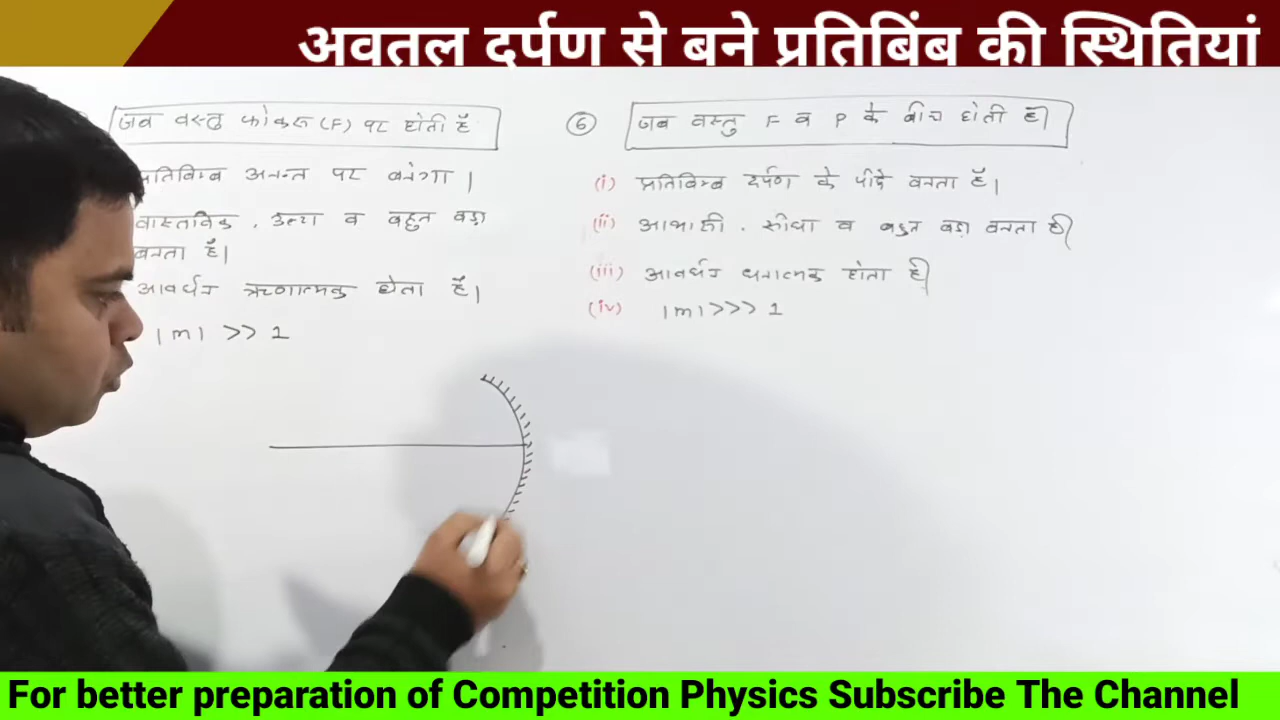 अवतल दर्पण से बने प्रतिबिंब की स्थितियां
जब वस्तु फोकस (F) पर होती है
प्रतिबिम्ब अनन्त पर बनेगा।
वास्तविक, उल्टा व बहुत बड़ा
बनता है।
आवर्धन ऋणात्मक होता है।
|m| >> 1
⑥ जब वस्तु F व P के बीच होती है।
(i) प्रतिबिम्ब दर्पण के पीछे बनता है।
(ii) आभासी, सीधा व बहुत बड़ा बनता है।
(iii) आवर्धन धनात्मक होता है।
(iv) |m| >>> 1
For better preparation of Competition Physics Subscribe The Channel